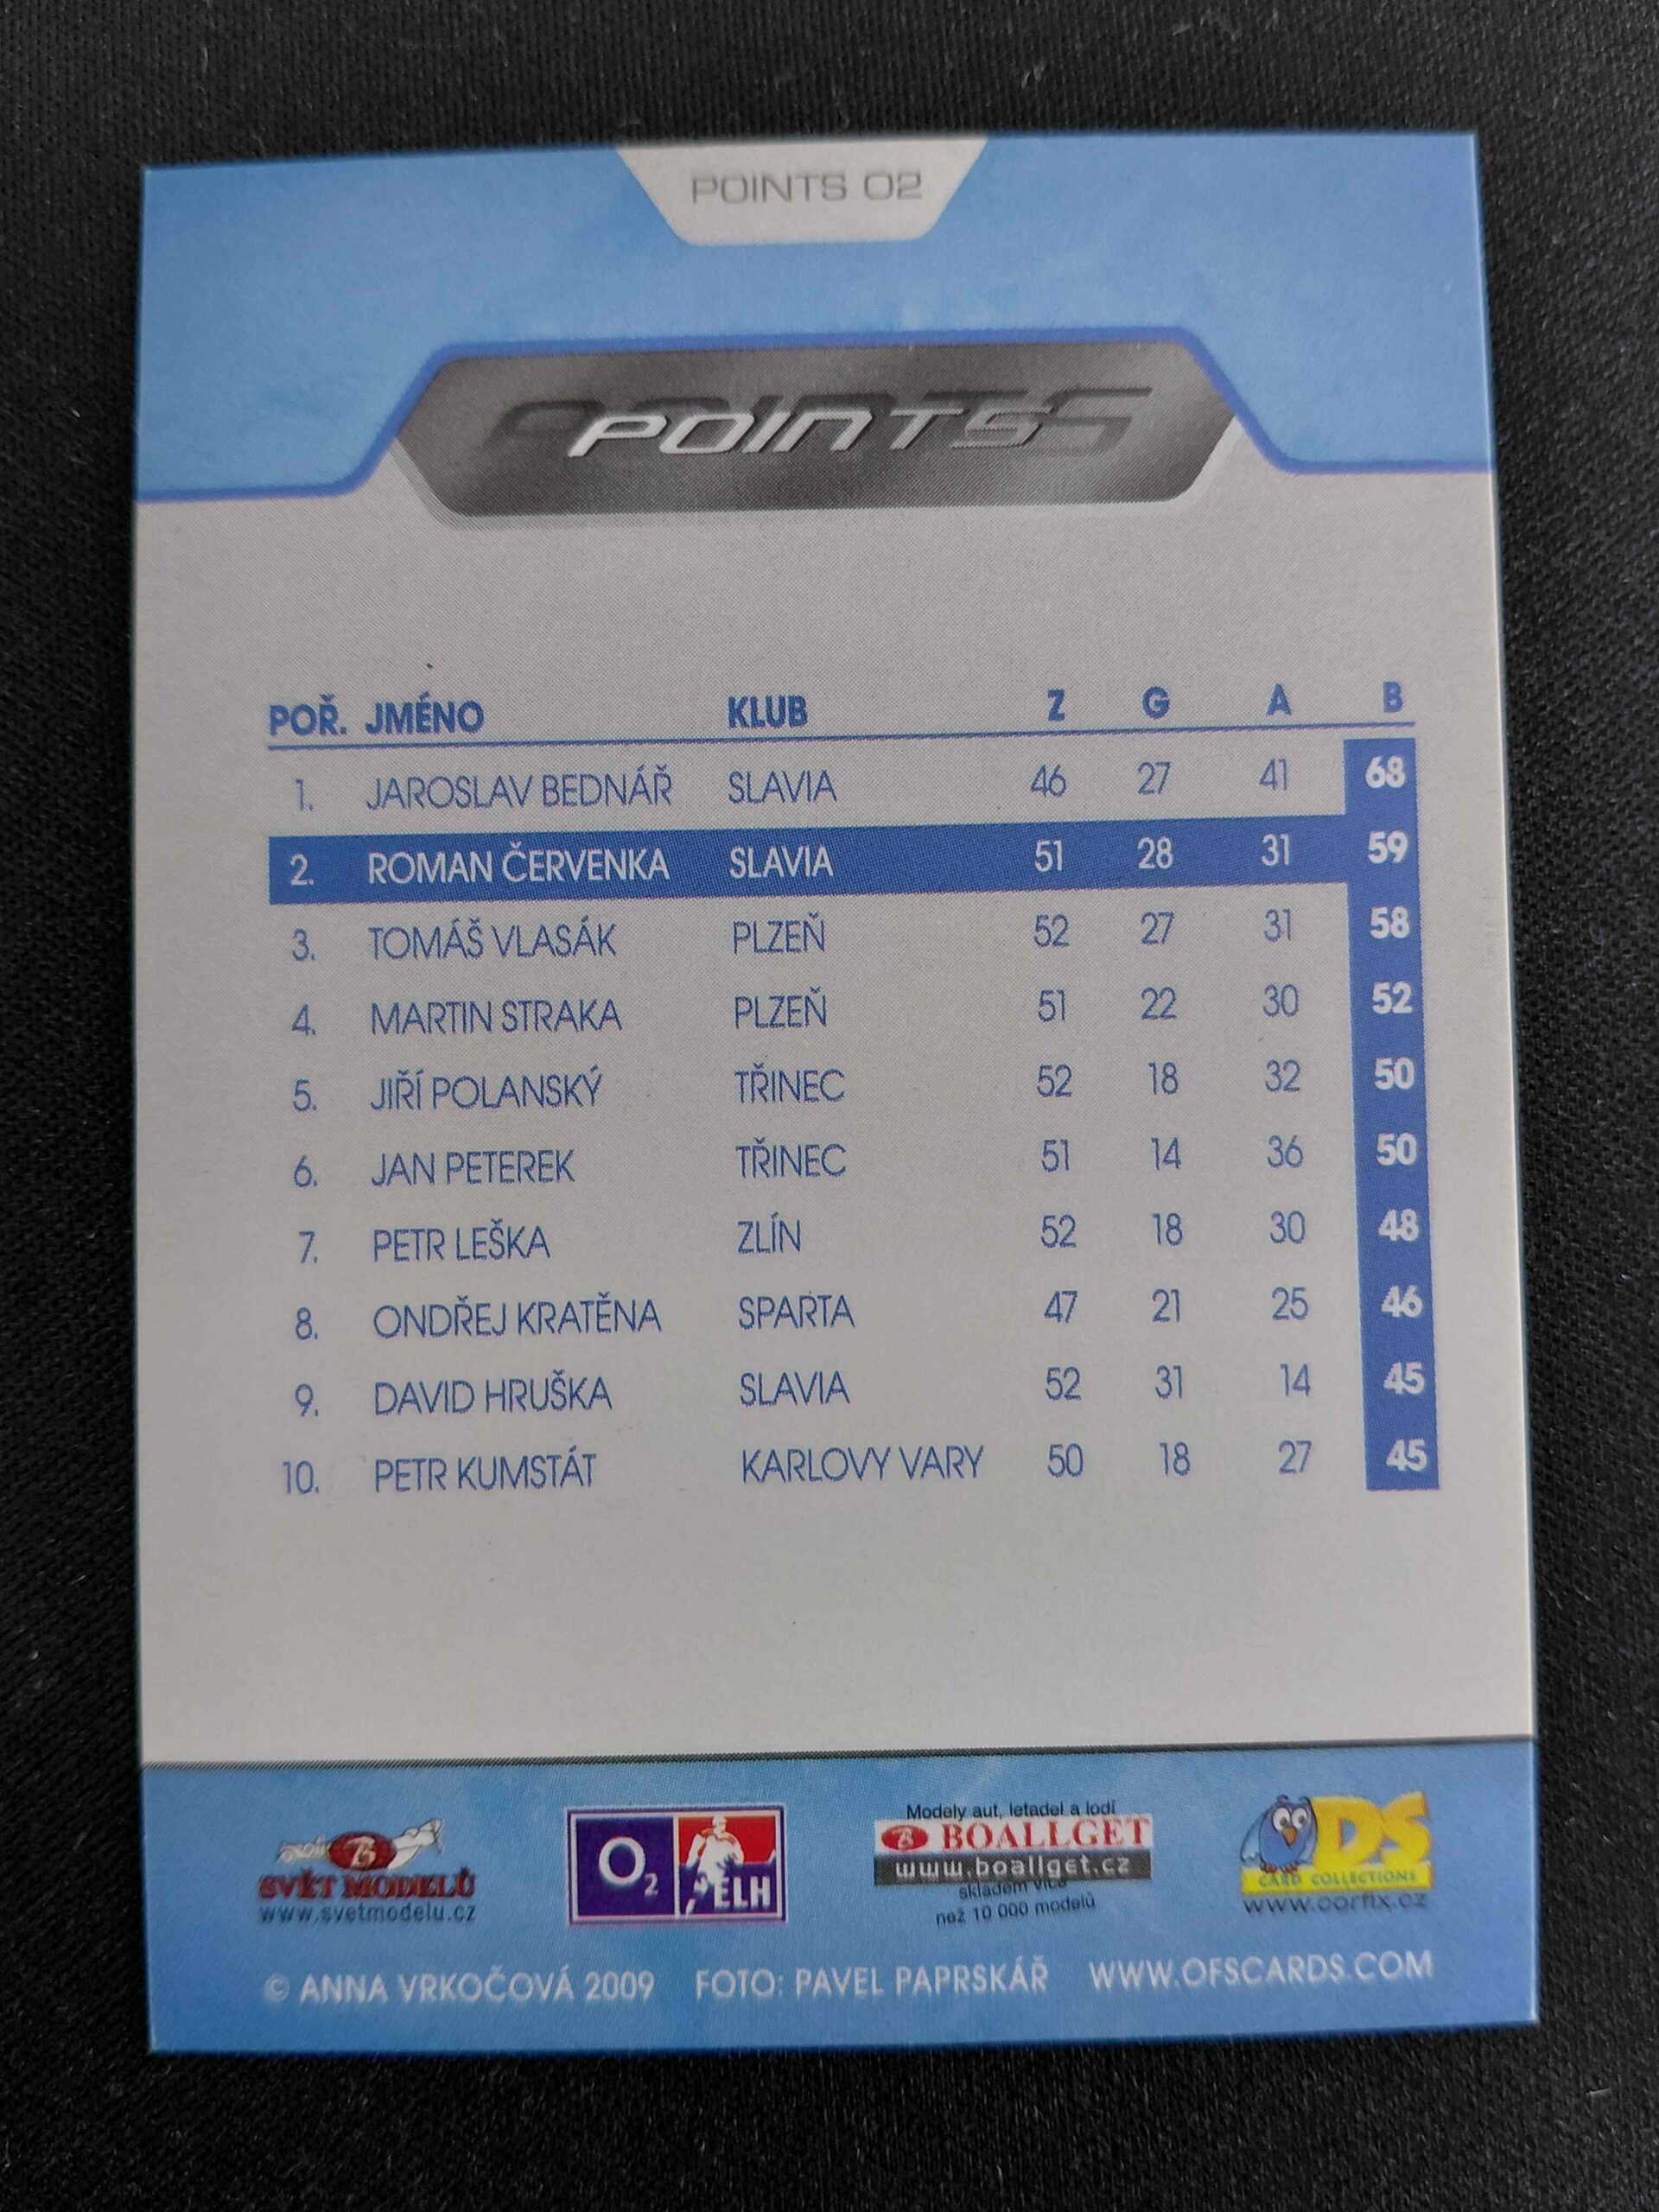 POINTS 02
POINTS
POŘ. JMÉNO KLUB Z G A B
1. JAROSLAV BEDNÁŘ SLAVIA 46 27 41 68
2. ROMAN ČERVENKA SLAVIA 51 28 31 59
3. TOMÁŠ VLASÁK PLZEŇ 52 27 31 58
4. MARTIN STRAKA PLZEŇ 51 22 30 52
5. JIŘÍ POLANSKÝ TŘINEC 52 18 32 50
6. JAN PETEREK TŘINEC 51 14 36 50
7. PETR LEŠKA ZLÍN 52 18 30 48
8. ONDŘEJ KRATĚNA SPARTA 47 21 25 46
9. DAVID HRUŠKA SLAVIA 52 31 14 45
10. PETR KUMSTÁT KARLOVY VARY 50 18 27 45
SVĚT MODELŮ
www.svetmodelu.cz
O2 ELH
Modely aut, letadel a lodí
B BOALLGET
www.boallget.cz
skladem více
než 10 000 modelů
DS
CARD COLLECTIONS
www.corfix.cz
© ANNA VRKOČOVÁ 2009 FOTO: PAVEL PAPRSKÁŘ WWW.OFSCARDS.COM